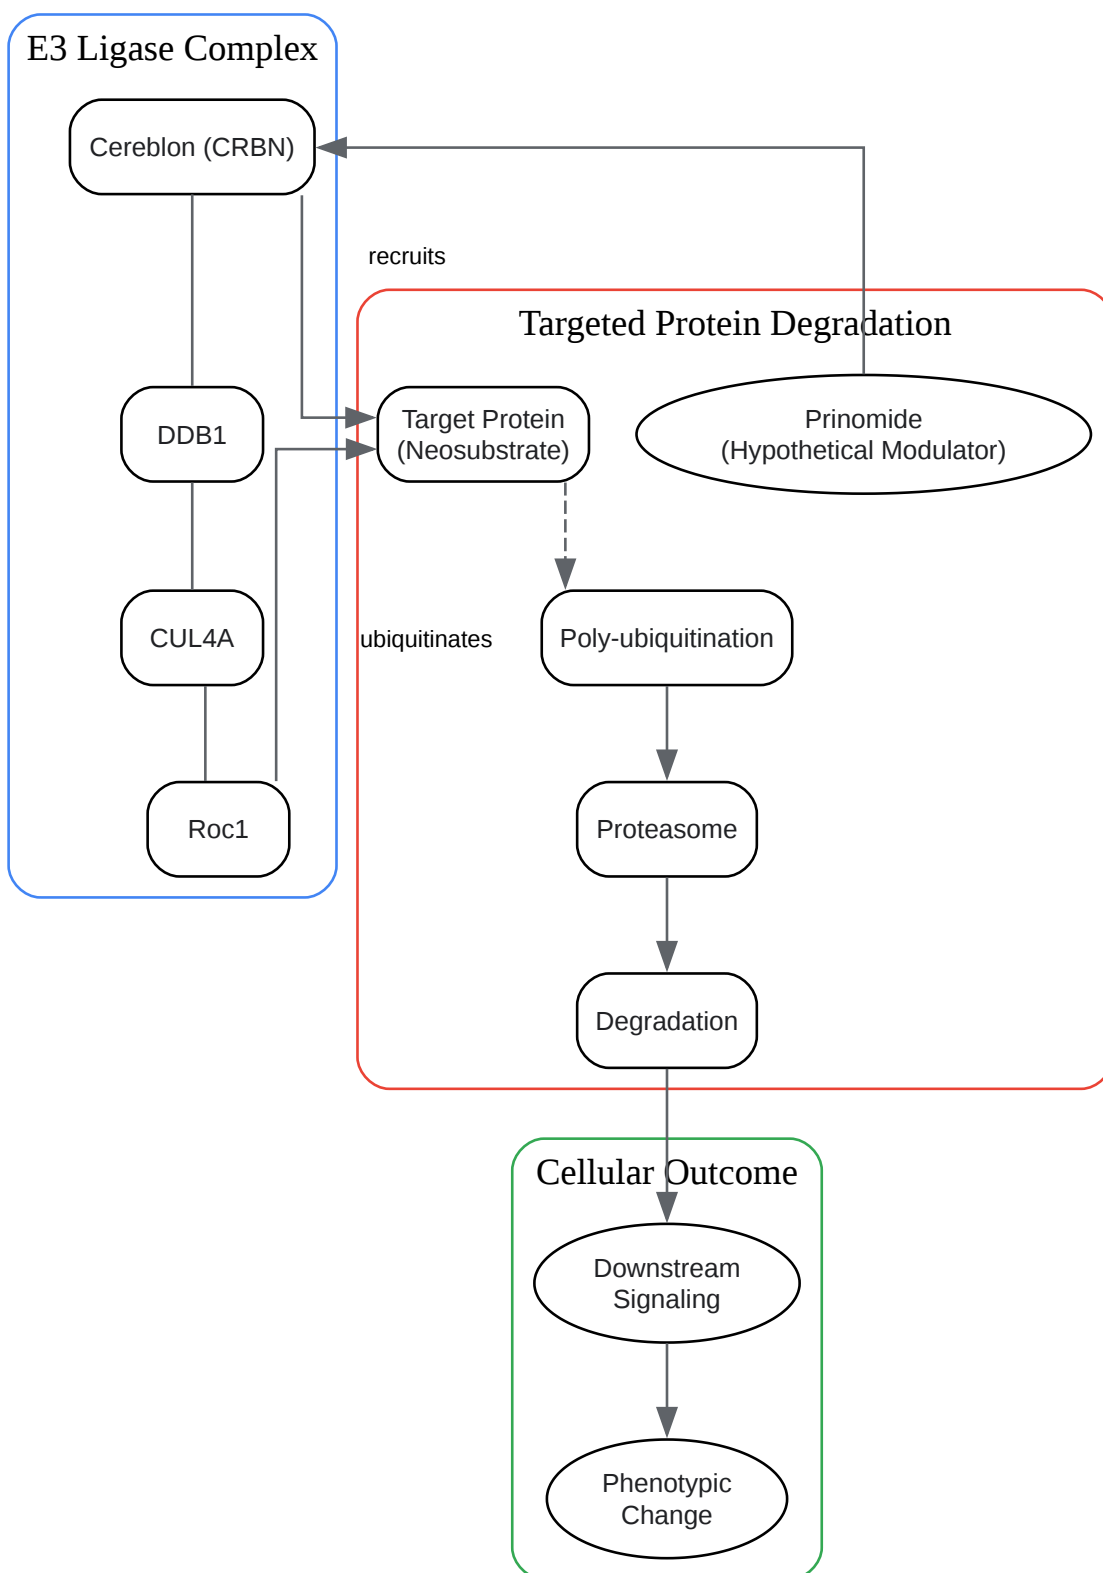 E3 Ligase Complex
Cereblon (CRBN)
recruits
Targeted Protein Degradation
DDB1
Target Protein
(Neosubstrate)
Prinomide
(Hypothetical Modulator)
CUL4A
ubiquitinates
Poly-ubiquitination
Roc1
Proteasome
Degradation
Cellular Outcome
Downstream
Signaling
Phenotypic
Change